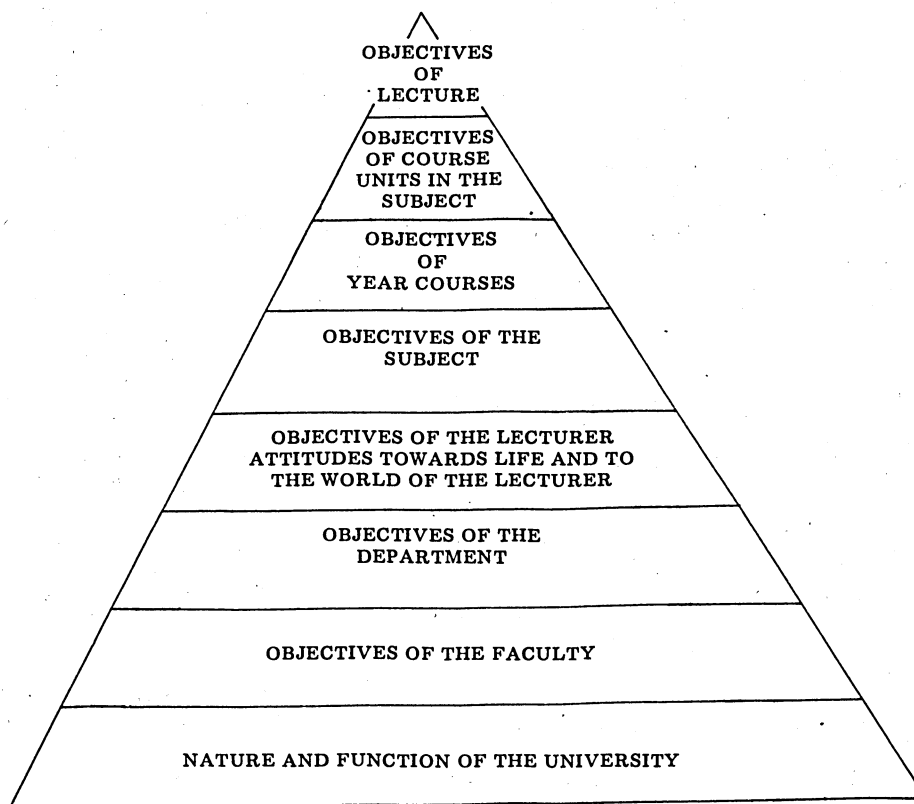 OBJECTIVES
OF
LECTURE
OBJECTIVES
OF COURSE
UNITS IN THE
SUBJECT
OBJECTIVES
OF
YEAR COURSES
OBJECTIVES OF THE
SUBJECT
OBJECTIVES OF THE LECTURER
ATTITUDES TOWARDS LIFE AND TO
THE WORLD OF THE LECTURER
OBJECTIVES OF THE
DEPARTMENT
OBJECTIVES OF THE FACULTY
NATURE AND FUNCTION OF THE UNIVERSITY